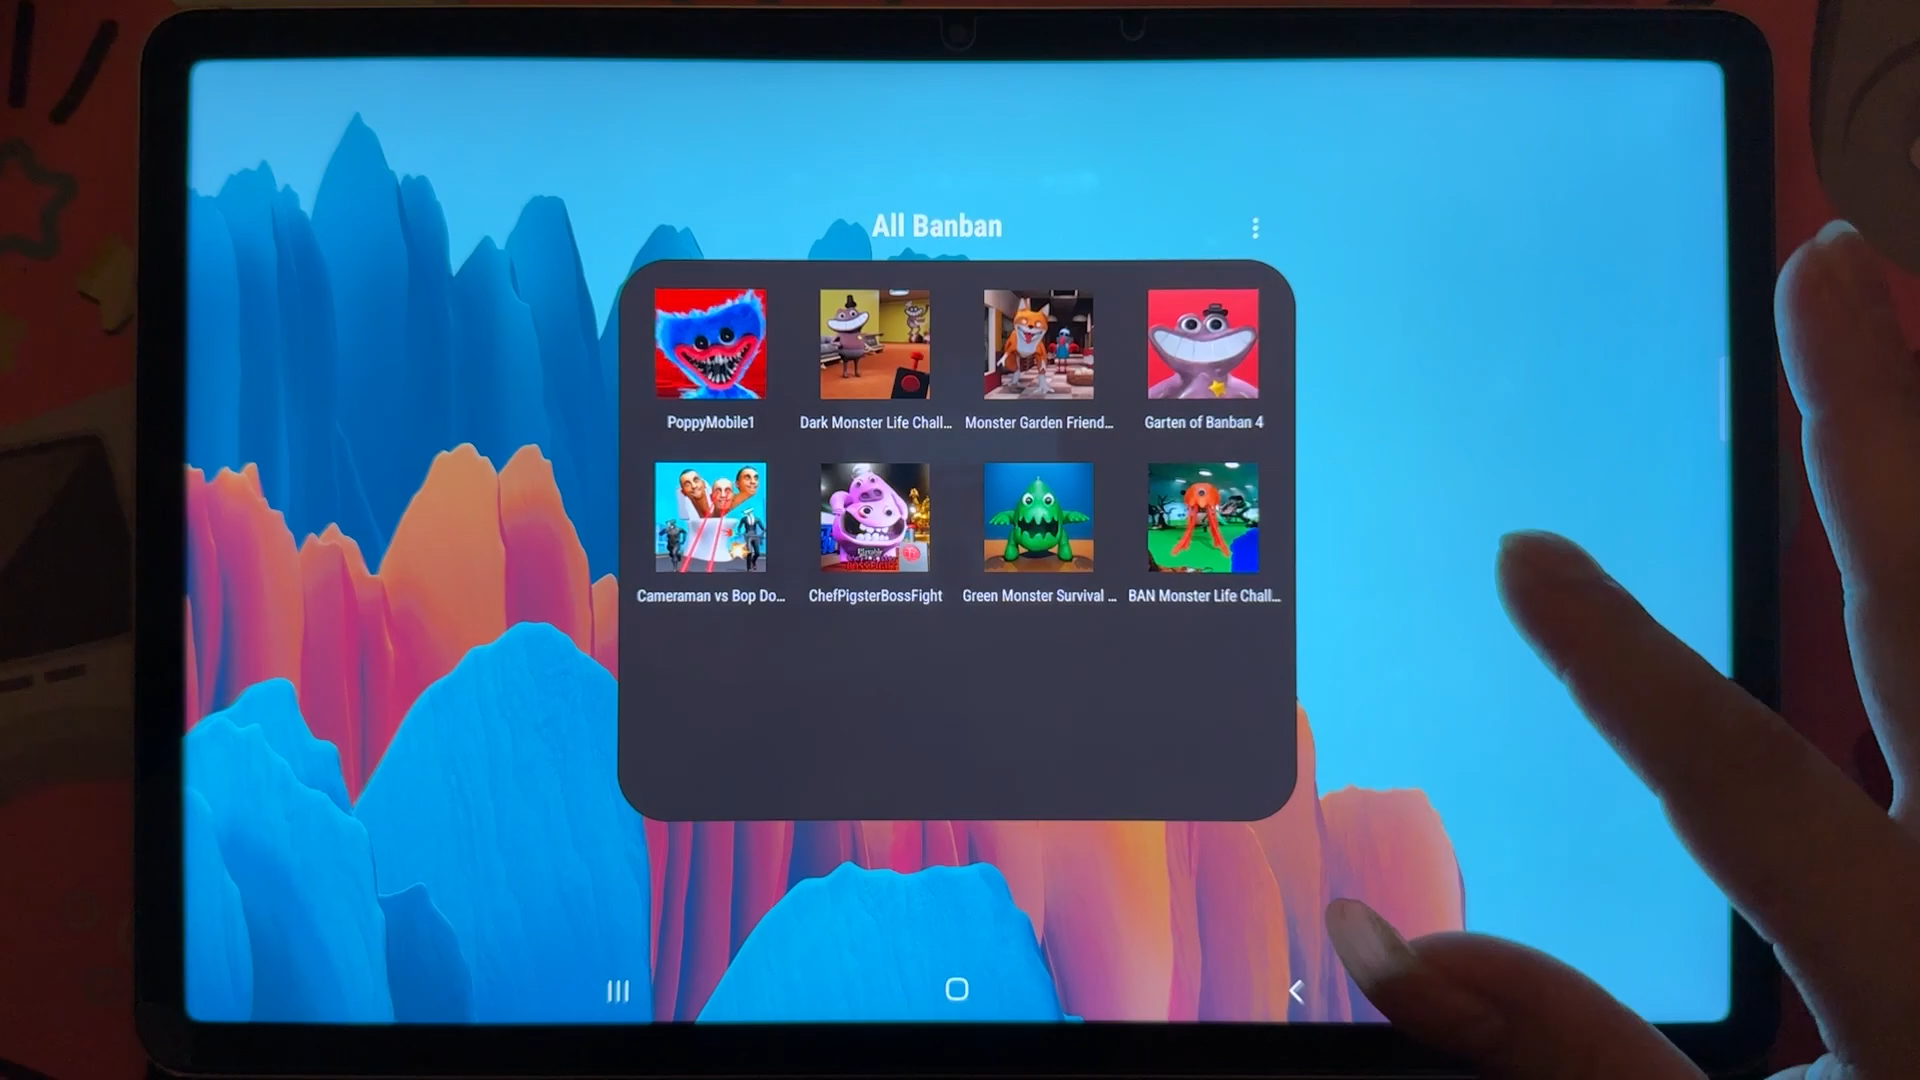 All Banban
PoppyMobile1
Dark Monster Life Chall...
Monster Garden Friend...
Garten of Banban 4
Cameraman vs Bop Do...
ChefPigsterBossFight
Green Monster Survival ...
BAN Monster Life Chall...